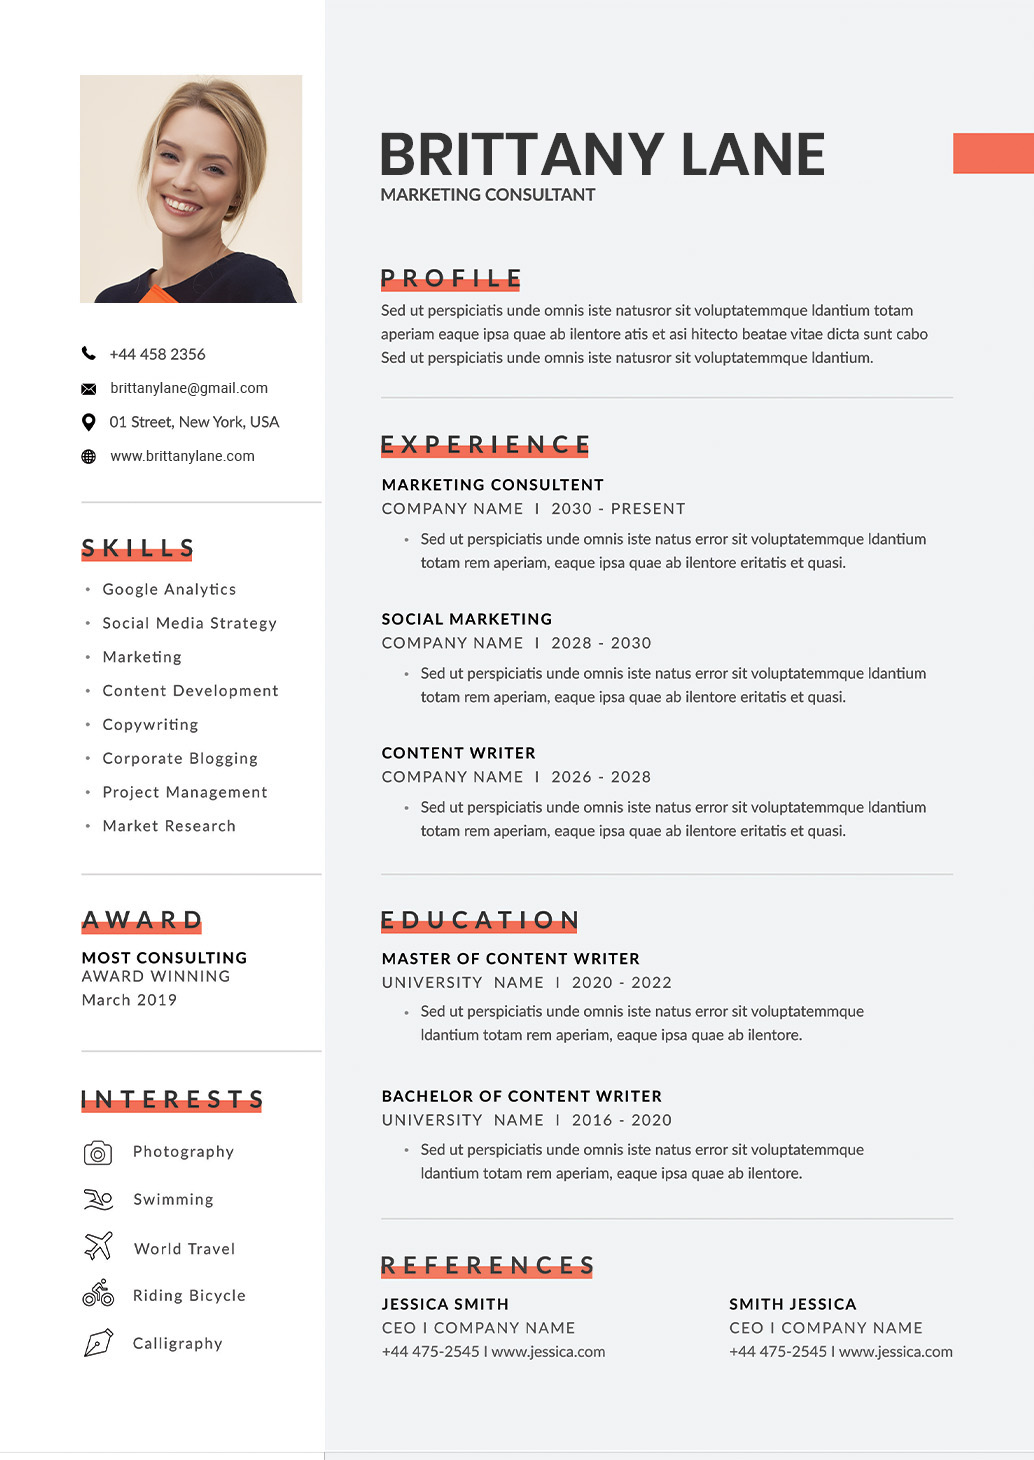 BRITTANY LANE
MARKETING CONSULTANT
+44 458 2356
brittanylane@gmail.com
01 Street, New York, USA
www.brittanylane.com
SKILLS
• Google Analytics
• Social Media Strategy
• Marketing
• Content Development
• Copywriting
• Corporate Blogging
• Project Management
• Market Research
AWARD
MOST CONSULTING
AWARD WINNING
March 2019
INTERESTS
Photography
Swimming
World Travel
Riding Bicycle
Calligraphy
PROFILE
Sed ut perspiciatis unde omnis iste natusror sit voluptatemmque ldantium totam
aperiam eaque ipsa quae ab ilentore atis et asi hitecto beatae vitae dicta sunt cabo
Sed ut perspiciatis unde omnis iste natusror sit voluptatemmque ldantium.
EXPERIENCE
MARKETING CONSULTENT
COMPANY NAME I 2030 - PRESENT
• Sed ut perspiciatis unde omnis iste natus error sit voluptatemmque ldantium
totam rem aperiam, eaque ipsa quae ab ilentore eritatis et quasi.
SOCIAL MARKETING
COMPANY NAME I 2028 - 2030
• Sed ut perspiciatis unde omnis iste natus error sit voluptatemmque ldantium
totam rem aperiam, eaque ipsa quae ab ilentore eritatis et quasi.
CONTENT WRITER
COMPANY NAME I 2026 - 2028
• Sed ut perspiciatis unde omnis iste natus error sit voluptatemmque ldantium
totam rem aperiam, eaque ipsa quae ab ilentore eritatis et quasi.
EDUCATION
MASTER OF CONTENT WRITER
UNIVERSITY NAME I 2020 - 2022
• Sed ut perspiciatis unde omnis iste natus error sit voluptatemmque
ldantium totam rem aperiam, eaque ipsa quae ab ilentore.
BACHELOR OF CONTENT WRITER
UNIVERSITY NAME I 2016 - 2020
• Sed ut perspiciatis unde omnis iste natus error sit voluptatemmque
ldantium totam rem aperiam, eaque ipsa quae ab ilentore.
REFERENCES
JESSICA SMITH
CEO I COMPANY NAME
+44 475-2545 I www.jessica.com
SMITH JESSICA
CEO I COMPANY NAME
+44 475-2545 I www.jessica.com